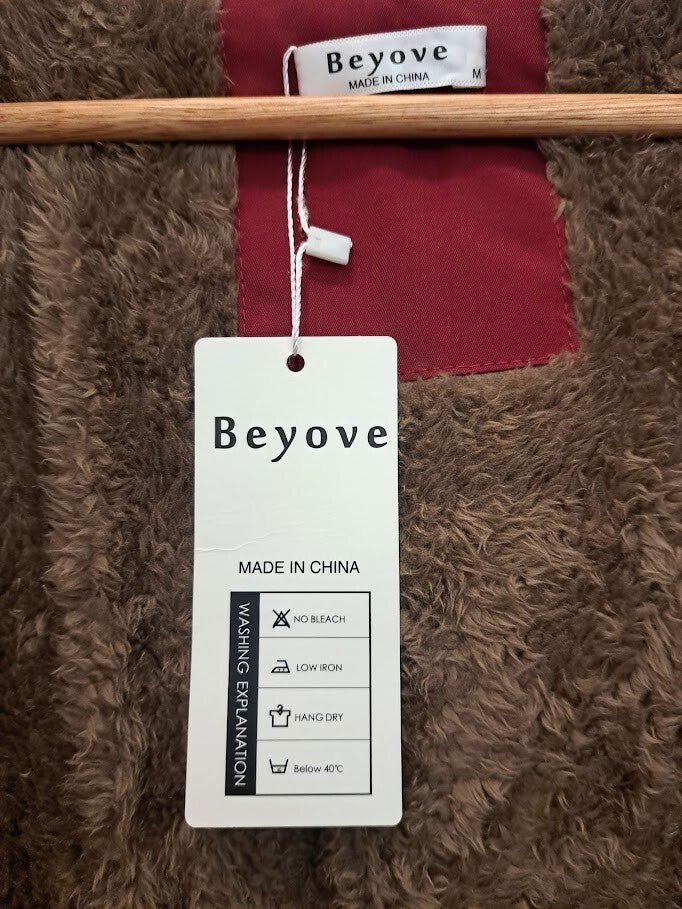 Beyove
MADE IN CHINA
M
Beyove
MADE IN CHINA
WASHING EXPLANATION
NO BLEACH
LOW IRON
HANG DRY
Below 40℃